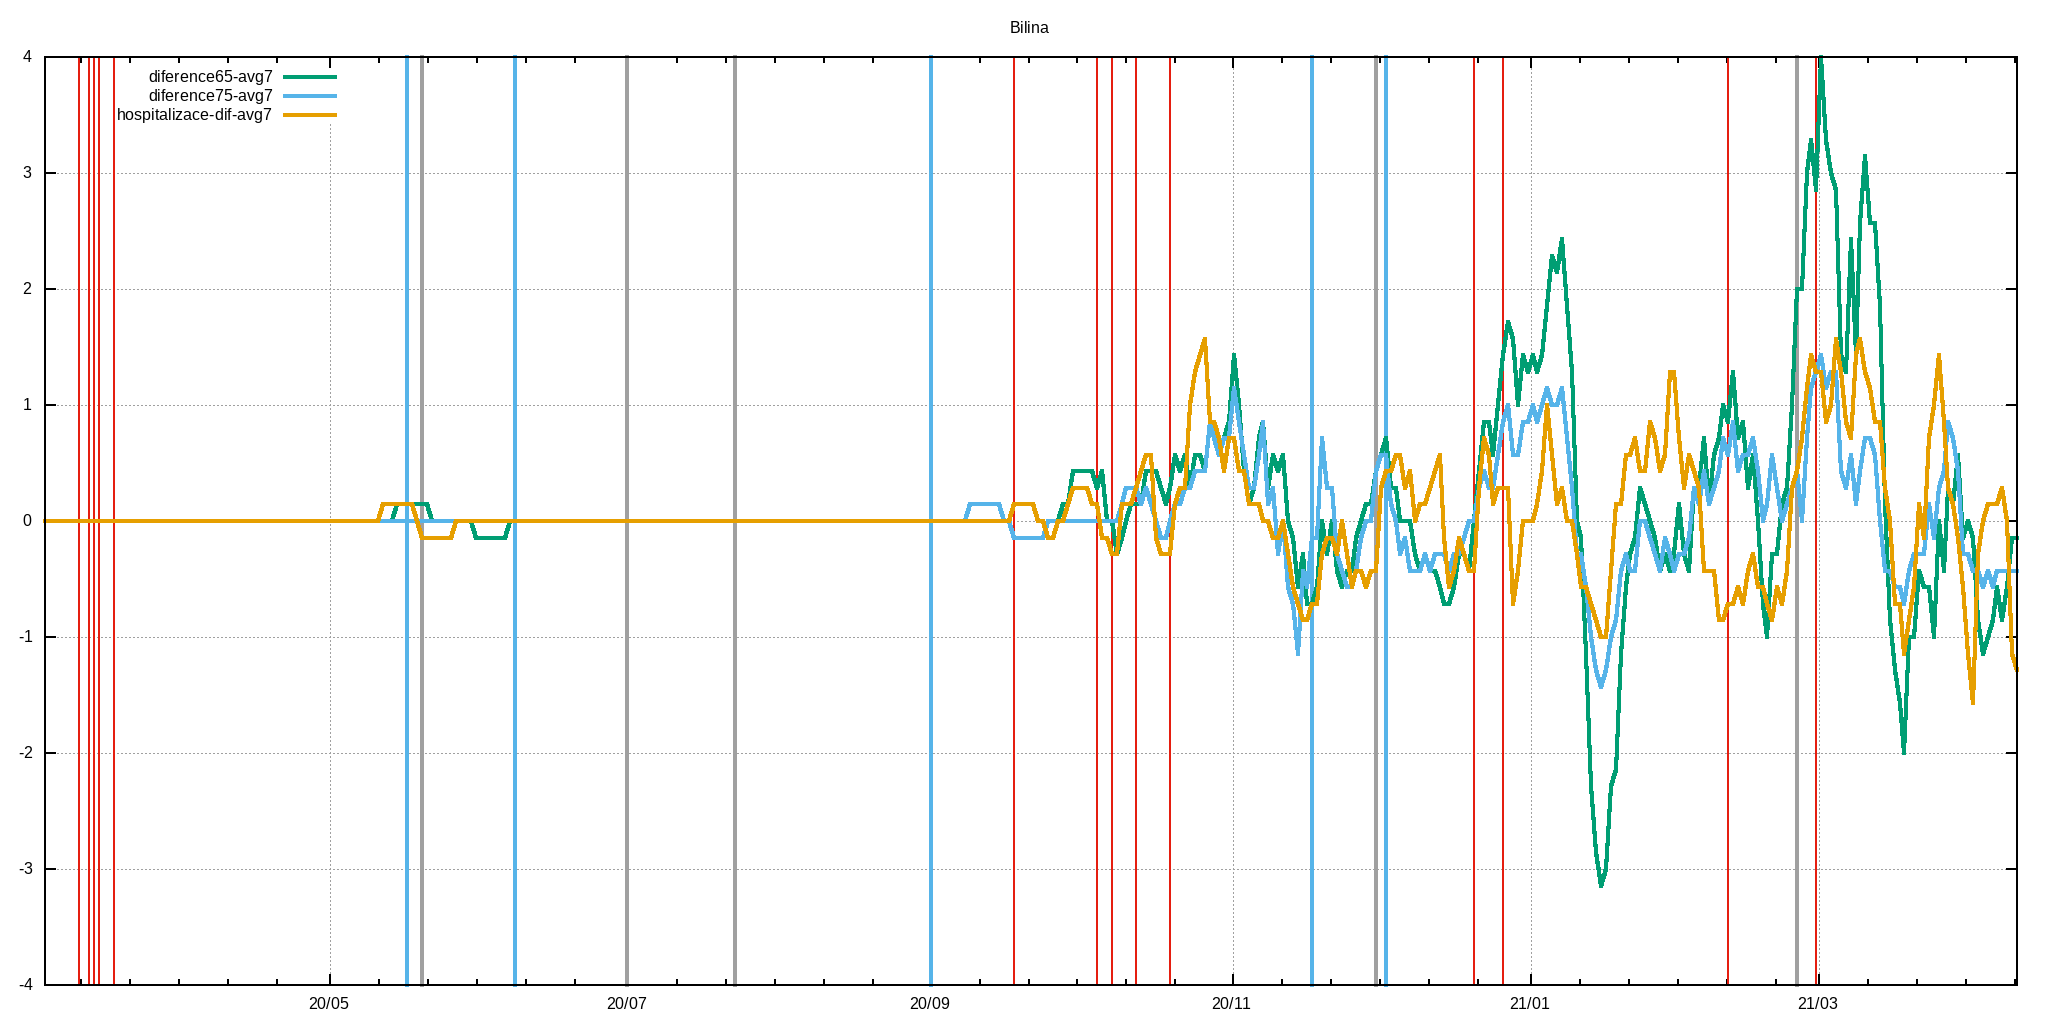 Bilina
diference65-avg7
diference75-avg7
hospitalizace-dif-avg7
4
3
2
1
0
-1
-2
-3
-4
20/05 20/07 20/09 20/11 21/01 21/03